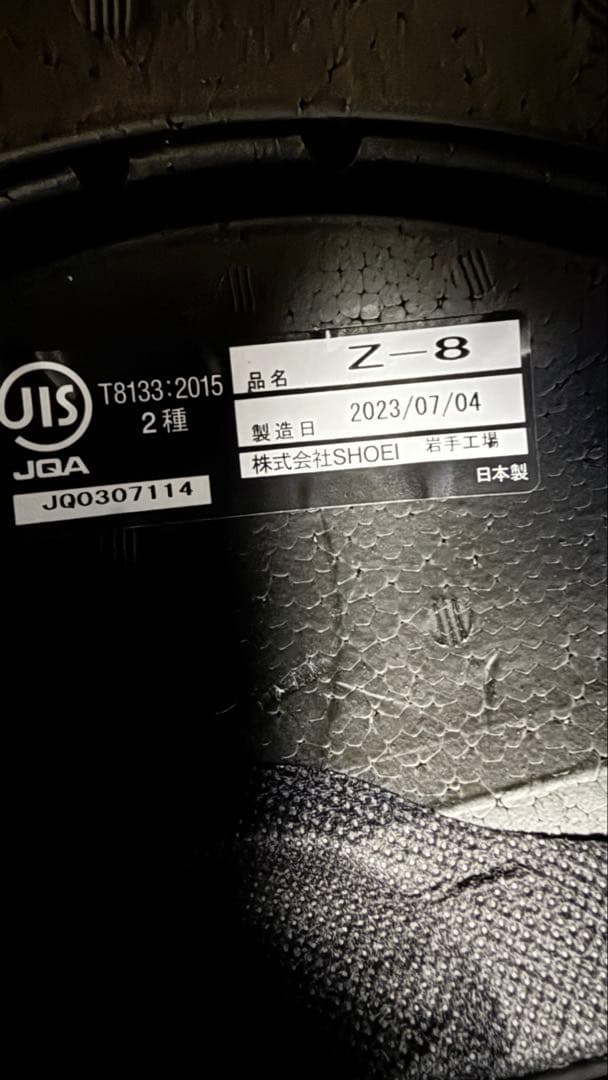 JIS
JQA
T8133:2015
2種
JQ0307114
品名 Z-8
製造日 2023/07/04
株式会社SHOEI 岩手工場
日本製